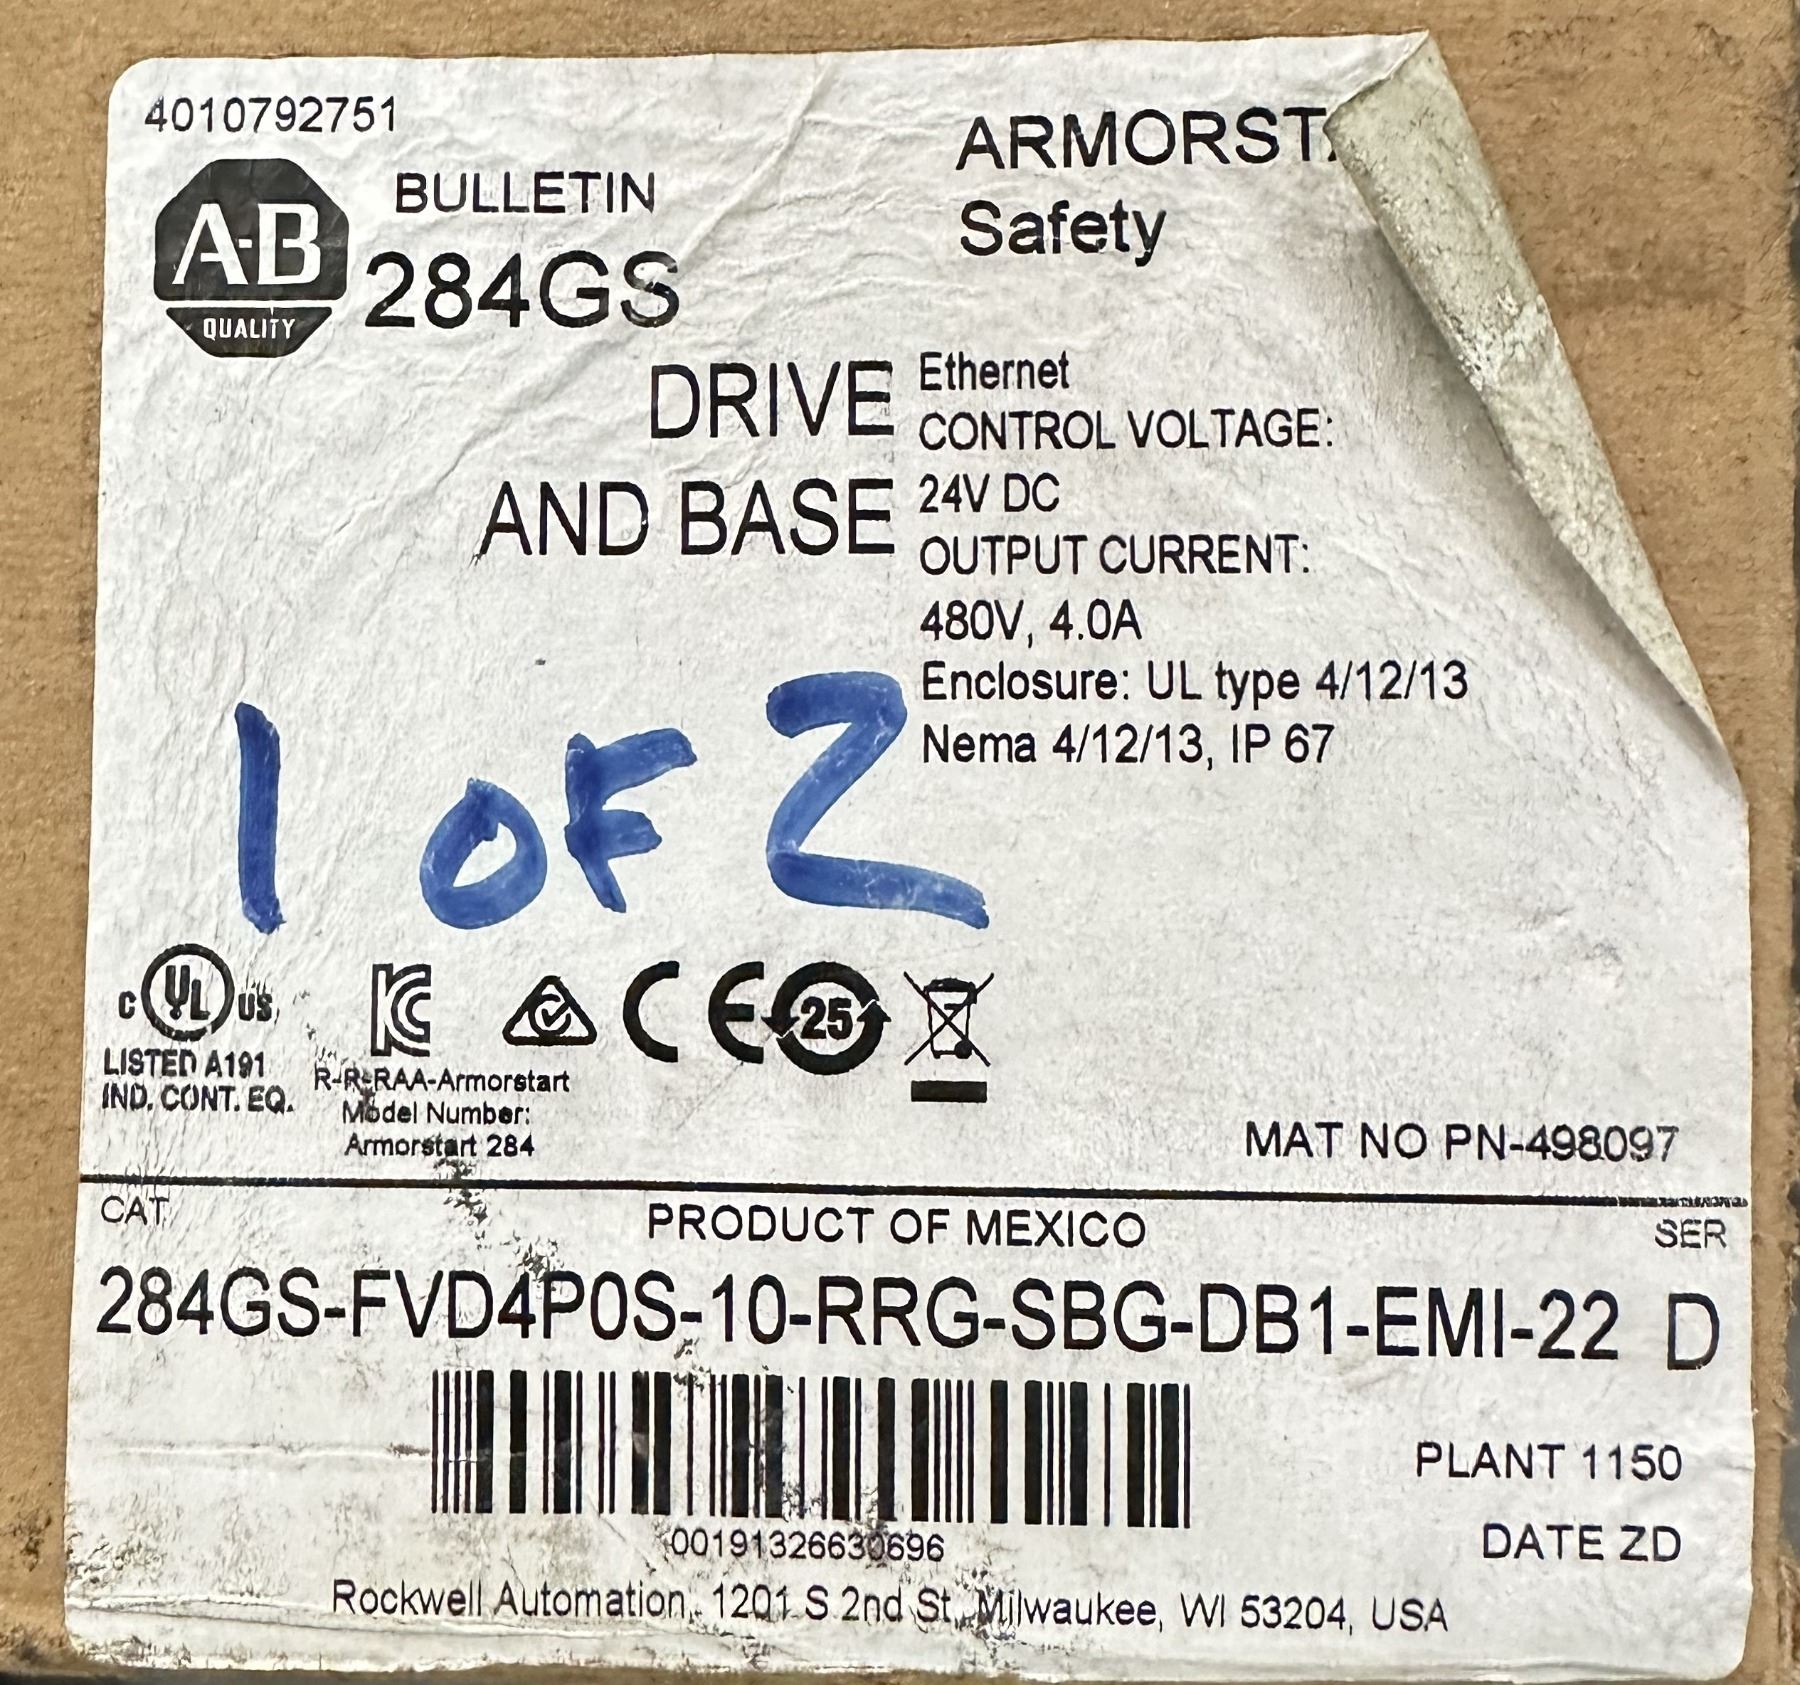 4010792751
A-B
QUALITY
BULLETIN
284GS
ARMORST
Safety
DRIVE
AND BASE
Ethernet
CONTROL VOLTAGE:
24V DC
OUTPUT CURRENT:
480V, 4.0A
Enclosure: UL type 4/12/13
Nema 4/12/13, IP 67
1 OF 2
C UL US
LISTED A191
IND. CONT. EQ.
KC
R-R-RAA-Armorstart
Model Number:
Armorstart 284
CE
25
MAT NO PN-498097
CAT
PRODUCT OF MEXICO
SER
284GS-FVD4P0S-10-RRG-SBG-DB1-EMI-22 D
PLANT 1150
00191326630696
DATE ZD
Rockwell Automation, 1201 S 2nd St, Milwaukee, WI 53204, USA